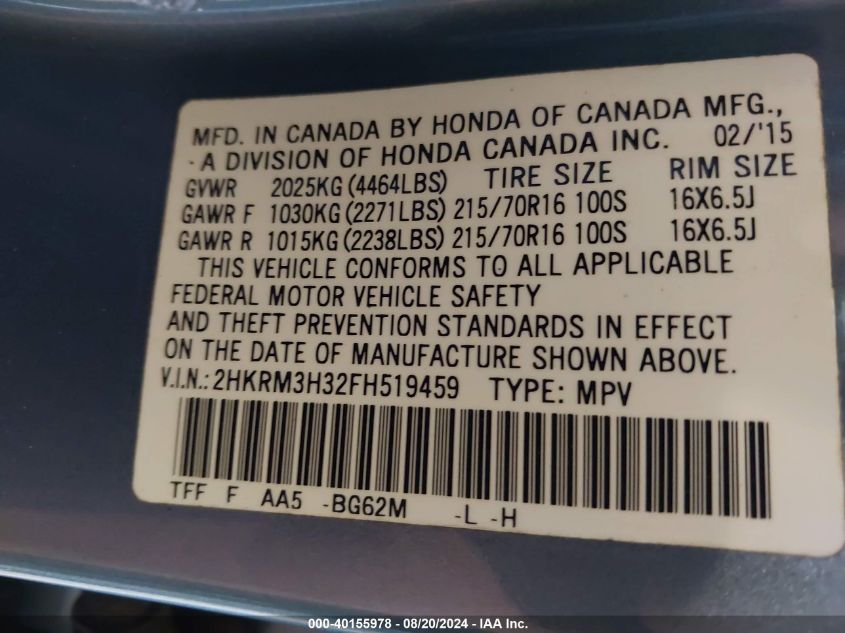 MFD. IN CANADA BY HONDA OF CANADA MFG.,
- A DIVISION OF HONDA CANADA INC. 02/'15
GVWR 2025KG (4464LBS) TIRE SIZE RIM SIZE
GAWR F 1030KG (2271LBS) 215/70R16 100S 16X6.5J
GAWR R 1015KG (2238LBS) 215/70R16 100S 16X6.5J
THIS VEHICLE CONFORMS TO ALL APPLICABLE
FEDERAL MOTOR VEHICLE SAFETY
AND THEFT PREVENTION STANDARDS IN EFFECT
ON THE DATE OF MANUFACTURE SHOWN ABOVE.
V.I.N.: 2HKRM3H32FH519459 TYPE: MPV
TFF F AA5 -BG62M -L -H
000-40155978 - 08/20/2024 - IAA Inc.